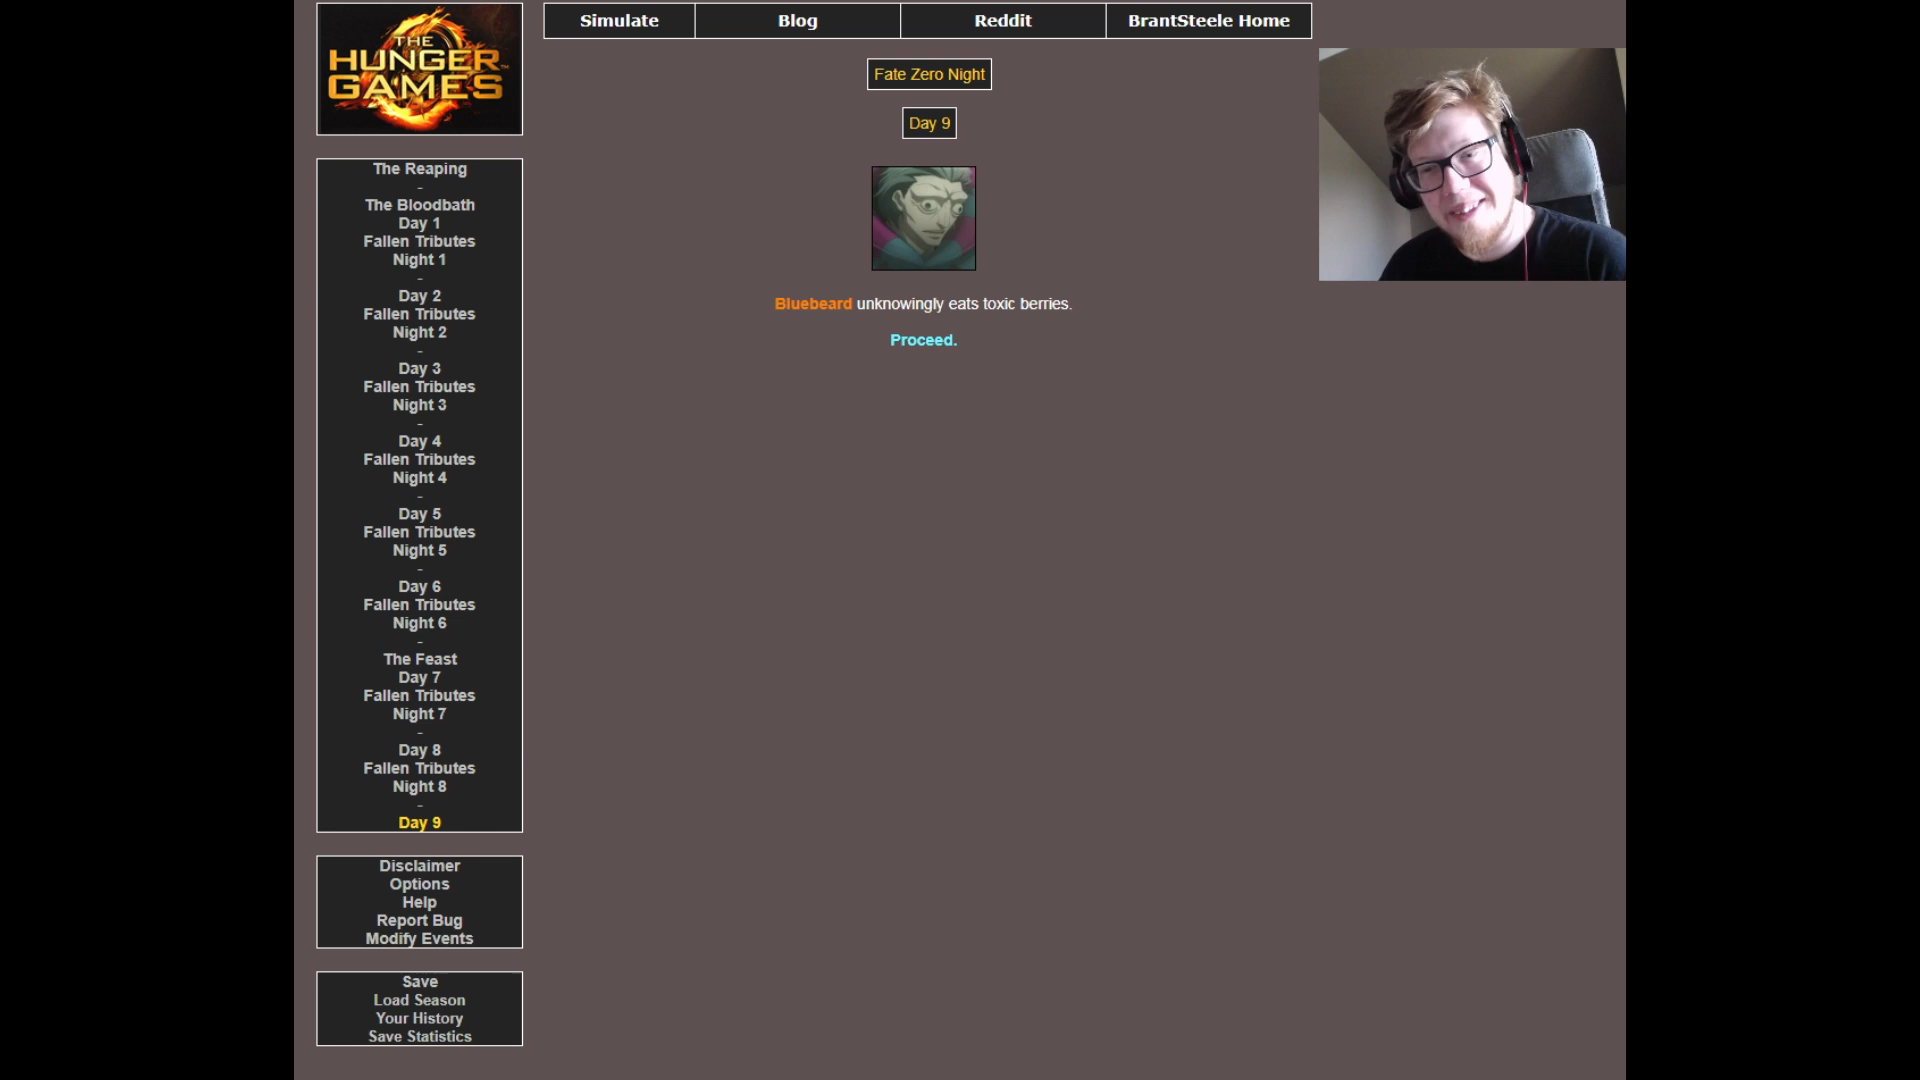 THE
HUNGER
GAMES
Simulate
Blog
Reddit
BrantSteele Home
Fate Zero Night
Day 9
Bluebeard unknowingly eats toxic berries.
Proceed.
The Reaping
-
The Bloodbath
Day 1
Fallen Tributes
Night 1
-
Day 2
Fallen Tributes
Night 2
-
Day 3
Fallen Tributes
Night 3
-
Day 4
Fallen Tributes
Night 4
-
Day 5
Fallen Tributes
Night 5
-
Day 6
Fallen Tributes
Night 6
-
The Feast
Day 7
Fallen Tributes
Night 7
-
Day 8
Fallen Tributes
Night 8
-
Day 9
Disclaimer
Options
Help
Report Bug
Modify Events
Save
Load Season
Your History
Save Statistics